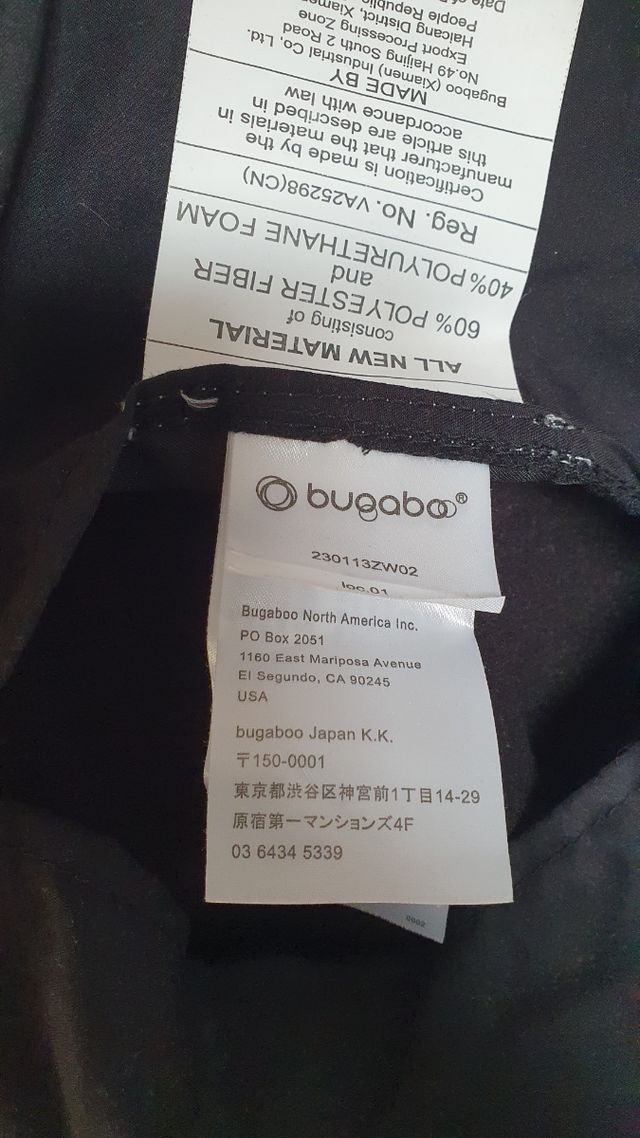 ALL NEW MATERIAL
consisting of
60% POLYESTER FIBER
and
40% POLYURETHANE FOAM
Reg. No. VA25298(CN)
Certification is made by the
manufacturer that the materials in
this article are described in
accordance with law
MADE BY
Bugaboo (Xiamen) Industrial Co, Ltd.
No.49 Haijing South 2 Road
Export Processing Zone
Haicang District, Xiamen
People Republic
Date of
bugaboo®
230113ZW02
loc.01
Bugaboo North America Inc.
PO Box 2051
1160 East Mariposa Avenue
El Segundo, CA 90245
USA
bugaboo Japan K.K.
〒150-0001
東京都渋谷区神宮前1丁目14-29
原宿第一マンションズ4F
03 6434 5339
0002